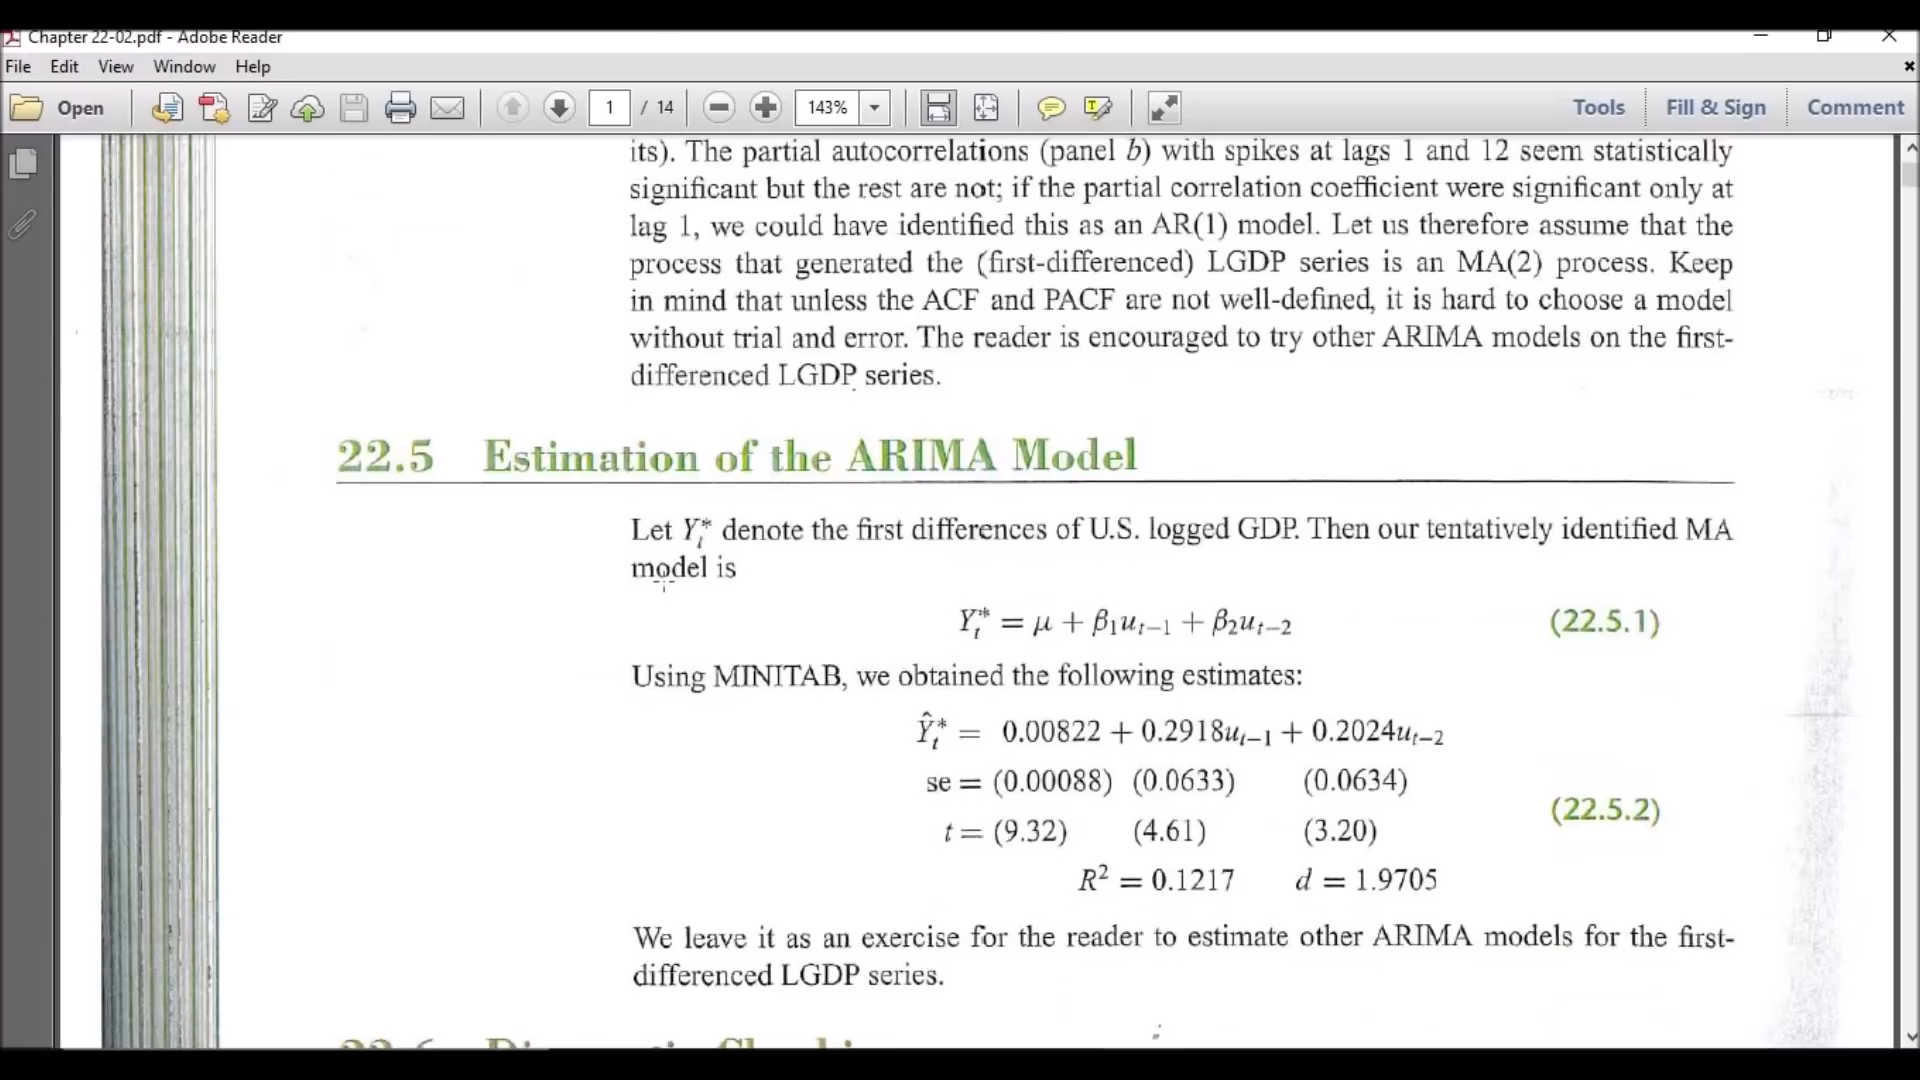 Chapter 22-02.pdf - Adobe Reader
File Edit View Window Help
Open 1 / 14 143% Tools Fill & Sign Comment
its). The partial autocorrelations (panel b) with spikes at lags 1 and 12 seem statistically
significant but the rest are not; if the partial correlation coefficient were significant only at
lag 1, we could have identified this as an AR(1) model. Let us therefore assume that the
process that generated the (first-differenced) LGDP series is an MA(2) process. Keep
in mind that unless the ACF and PACF are not well-defined, it is hard to choose a model
without trial and error. The reader is encouraged to try other ARIMA models on the first-
differenced LGDP series.
22.5 Estimation of the ARIMA Model
Let Yₜ* denote the first differences of U.S. logged GDP. Then our tentatively identified MA
model is
Yₜ* = μ + β₁uₜ₋₁ + β₂uₜ₋₂ (22.5.1)
Using MINITAB, we obtained the following estimates:
Ŷₜ* = 0.00822 + 0.2918uₜ₋₁ + 0.2024uₜ₋₂
se = (0.00088) (0.0633) (0.0634)
(22.5.2)
t = (9.32) (4.61) (3.20)
R² = 0.1217 d = 1.9705
We leave it as an exercise for the reader to estimate other ARIMA models for the first-
differenced LGDP series.